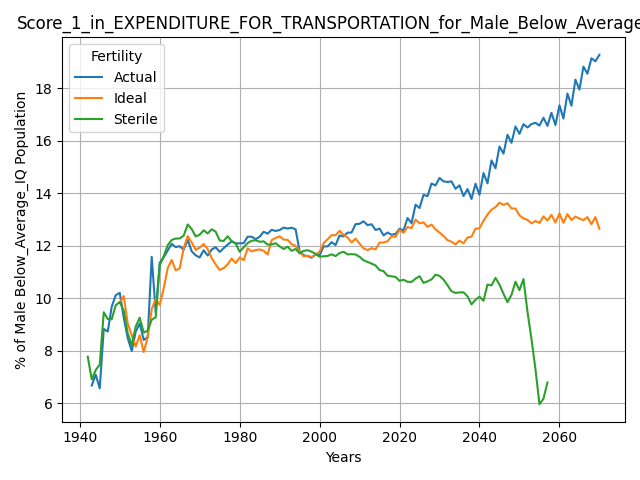 Score_1_in_EXPENDITURE_FOR_TRANSPORTATION_for_Male_Below_Average
Fertility
Actual
Ideal
Sterile
% of Male Below_Average_IQ Population
18
16
14
12
10
8
6
1940 1960 1980 2000 2020 2040 2060
Years